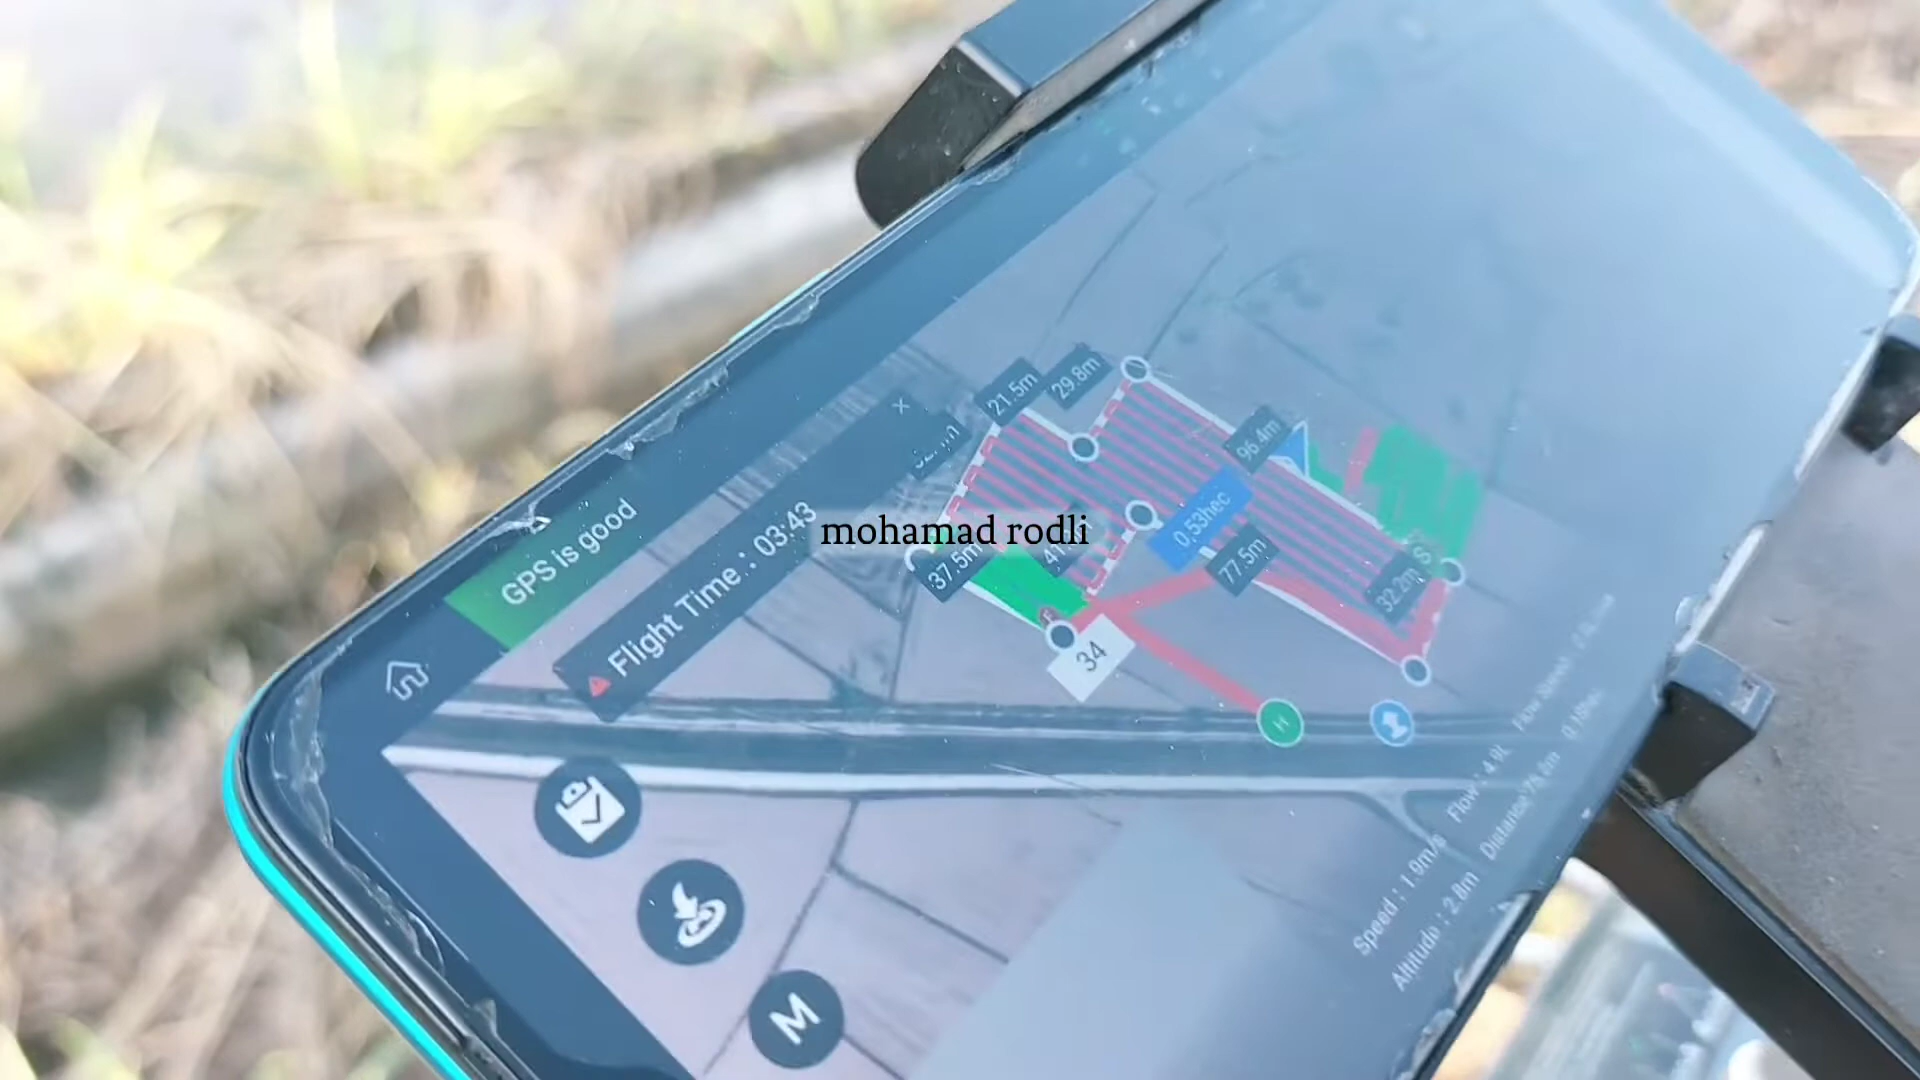 GPS is good
Flight Time : 03:43
21.5m
29.8m
96.4m
mohamad rodli
0.53hec
37.5m
77.5m
32.2m
S
34
H
M
Speed : 1.9m/s
Flow : 4.9L
Altitude : 2.8m